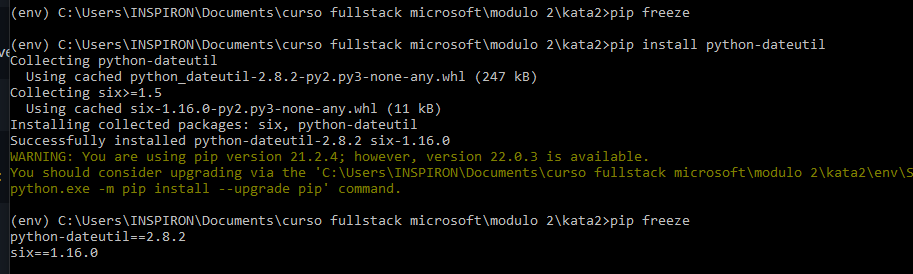 (env) C:\Users\INSPIRON\Documents\curso fullstack microsoft\modulo 2\kata2>pip freeze
(env) C:\Users\INSPIRON\Documents\curso fullstack microsoft\modulo 2\kata2>pip install python-dateutil
Collecting python-dateutil
  Using cached python_dateutil-2.8.2-py2.py3-none-any.whl (247 kB)
Collecting six>=1.5
  Using cached six-1.16.0-py2.py3-none-any.whl (11 kB)
Installing collected packages: six, python-dateutil
Successfully installed python-dateutil-2.8.2 six-1.16.0
WARNING: You are using pip version 21.2.4; however, version 22.0.3 is available.
You should consider upgrading via the 'C:\Users\INSPIRON\Documents\curso fullstack microsoft\modulo 2\kata2\env\S
python.exe -m pip install --upgrade pip' command.
(env) C:\Users\INSPIRON\Documents\curso fullstack microsoft\modulo 2\kata2>pip freeze
python-dateutil==2.8.2
six==1.16.0